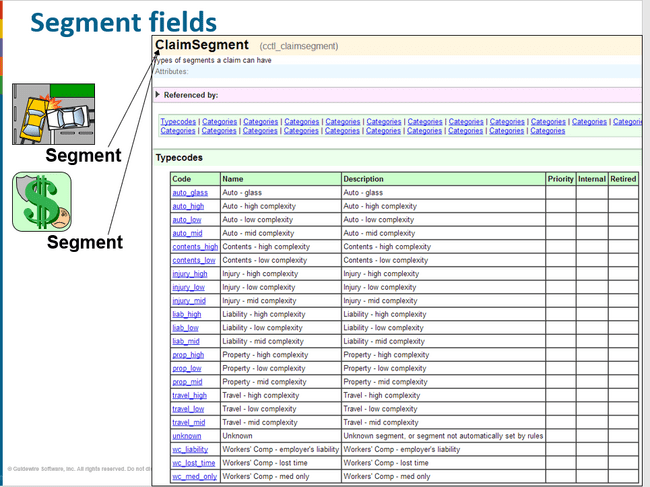 Segment fields
ClaimSegment (cctl_claimsegment)
Types of segments a claim can have
Attributes:
Referenced by:
Typecodes | Categories | Categories | Categories | Categories | Categories | Categories | Categories | Categories | Categories | Categories | Categories
Categories | Categories | Categories | Categories | Categories | Categories | Categories | Categories | Categories | Categories
Segment
Segment
Typecodes
Code Name Description Priority Internal Retired
auto_glass Auto - glass Auto - glass
auto_high Auto - high complexity Auto - high complexity
auto_low Auto - low complexity Auto - low complexity
auto_mid Auto - mid complexity Auto - mid complexity
contents_high Contents - high complexity Contents - high complexity
contents_low Contents - low complexity Contents - low complexity
injury_high Injury - high complexity Injury - high complexity
injury_low Injury - low complexity Injury - low complexity
injury_mid Injury - mid complexity Injury - mid complexity
liab_high Liability - high complexity Liability - high complexity
liab_low Liability - low complexity Liability - low complexity
liab_mid Liability - mid complexity Liability - mid complexity
prop_high Property - high complexity Property - high complexity
prop_low Property - low complexity Property - low complexity
prop_mid Property - mid complexity Property - mid complexity
travel_high Travel - high complexity Travel - high complexity
travel_low Travel - low complexity Travel - low complexity
travel_mid Travel - mid complexity Travel - mid complexity
unknown Unknown Unknown segment, or segment not automatically set by rules
wc_liability Workers' Comp - employer's liability Workers' Comp - employer's liability
wc_lost_time Workers' Comp - lost time Workers' Comp - lost time
wc_med_only Workers' Comp - med only Workers' Comp - med only
© Guidewire Software, Inc. All rights reserved. Do not